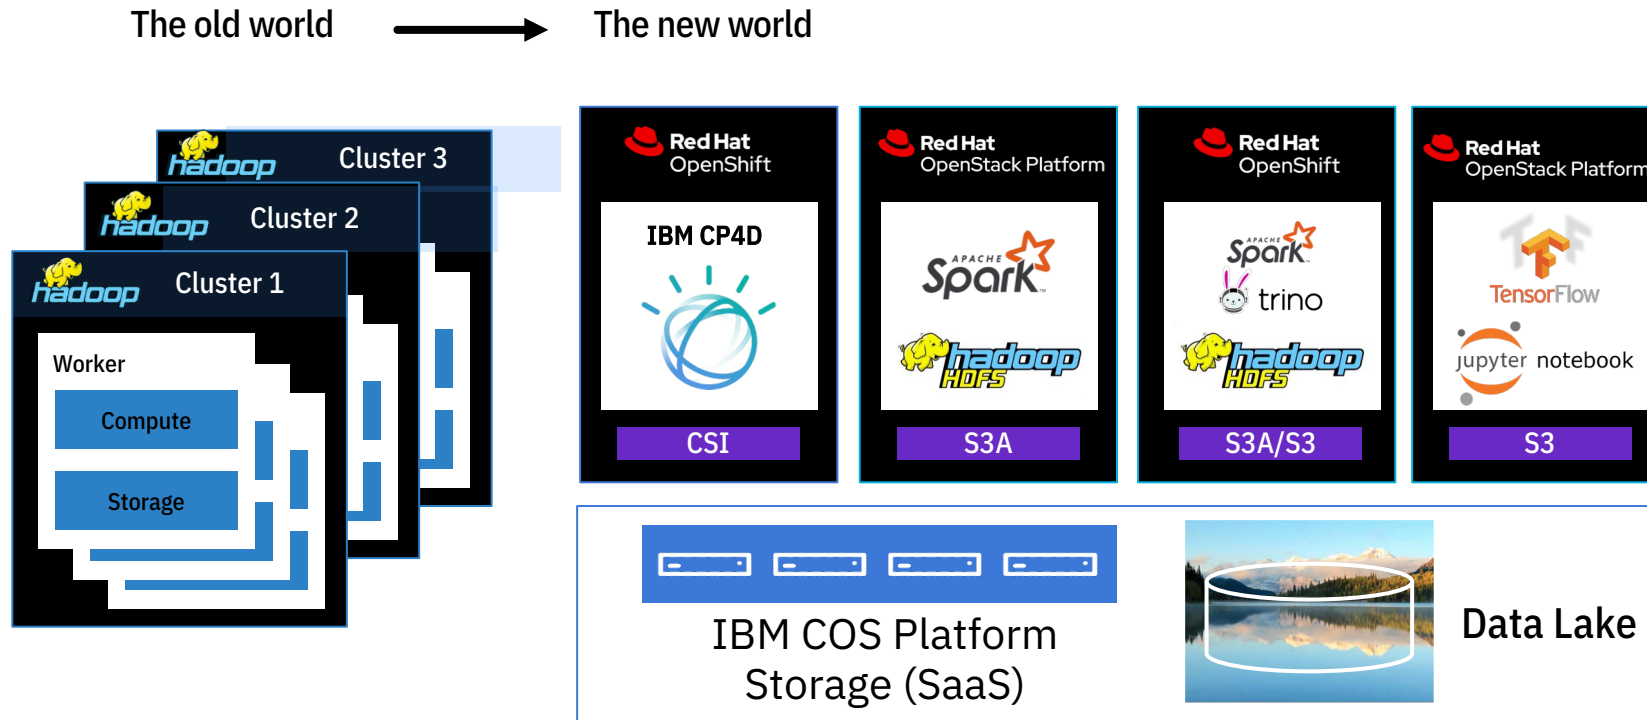 The old world
The new world
hadoop
Cluster 3
hadoop
Cluster 2
hadoop
Cluster 1
Worker
Compute
Storage
Red Hat
OpenShift
IBM CP4D
CSI
Red Hat
OpenStack Platform
APACHE
Spark™
hadoop
HDFS
S3A
Red Hat
OpenShift
APACHE
Spark™
trino
hadoop
HDFS
S3A/S3
Red Hat
OpenStack Platform
TensorFlow
jupyter notebook
S3
IBM COS Platform
Storage (SaaS)
Data Lake